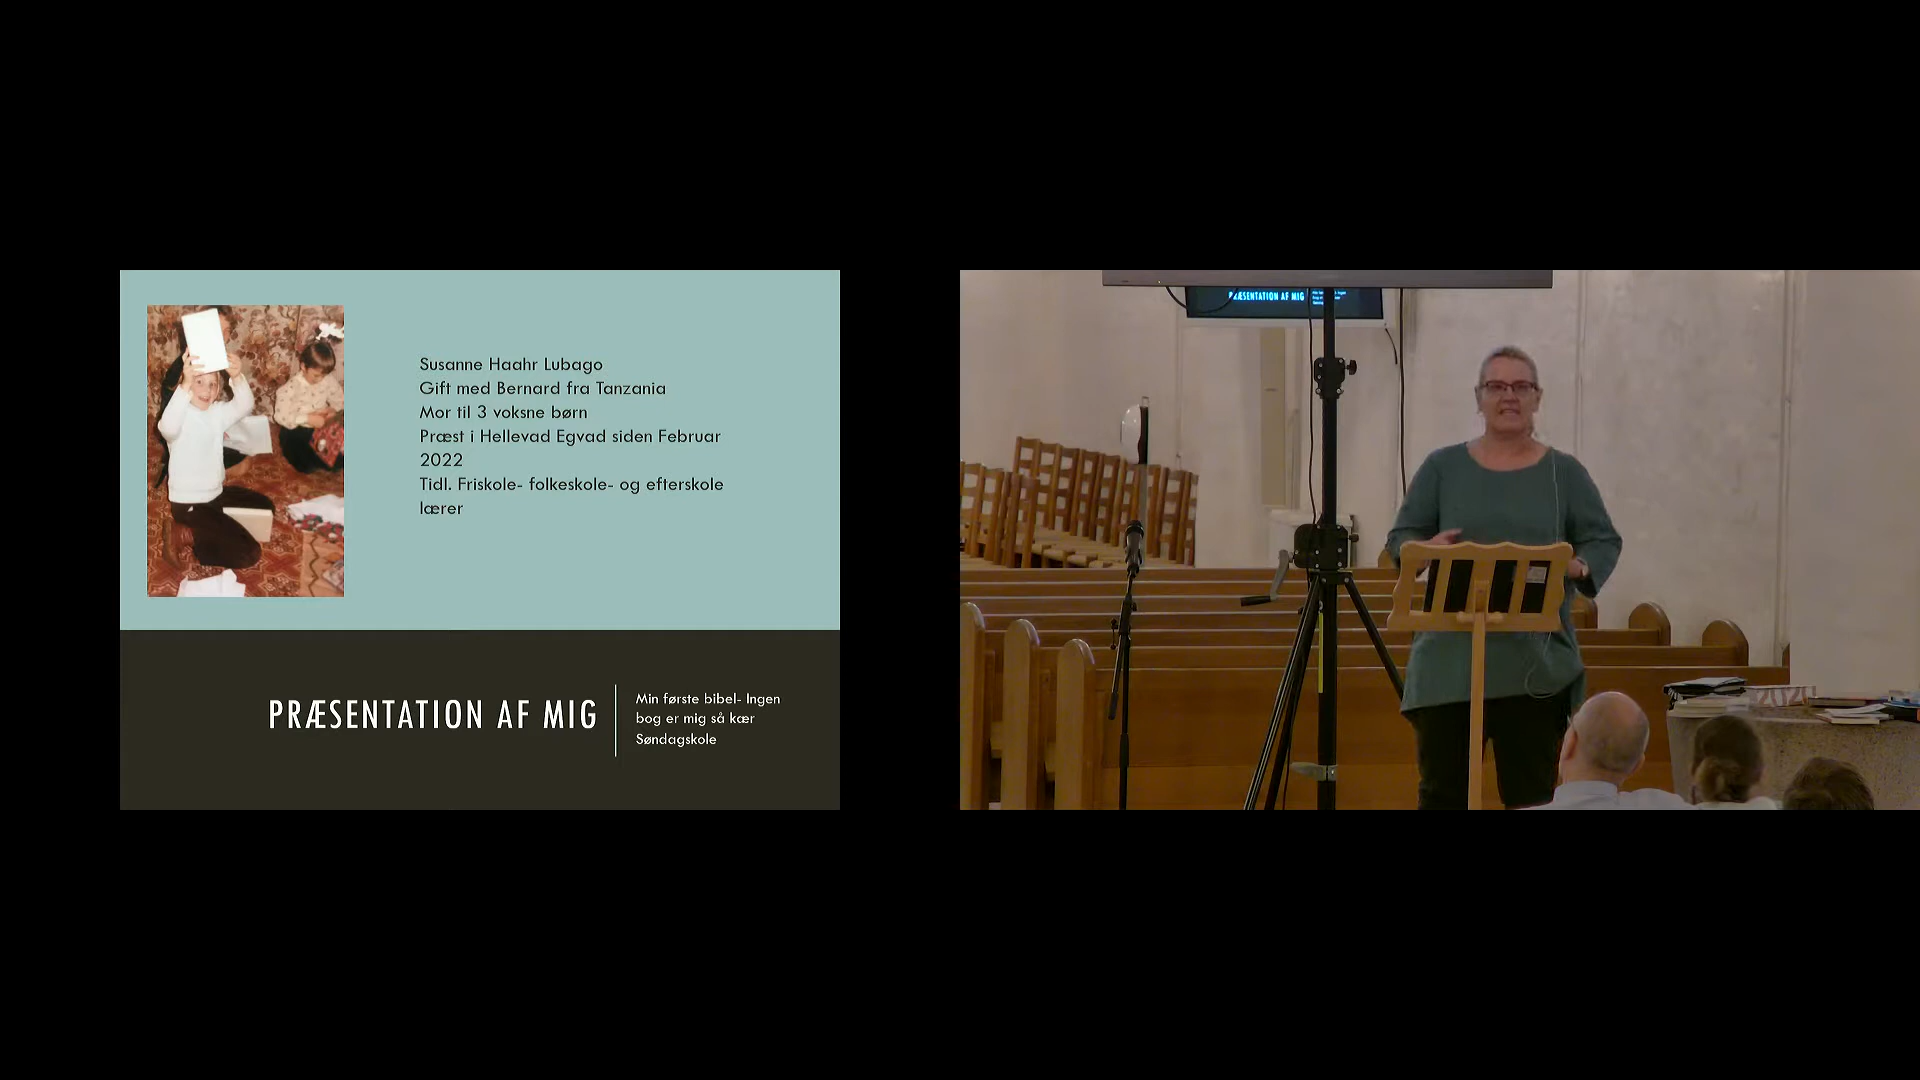 Susanne Haahr Lubago
Gift med Bernard fra Tanzania
Mor til 3 voksne børn
Præst i Hellevad Egvad siden Februar
2022
Tidl. Friskole- folkeskole- og efterskole
lærer
PRÆSENTATION AF MIG
Min første bibel- Ingen
bog er mig så kær
Søndagskole
PRÆSENTATION AF MIG